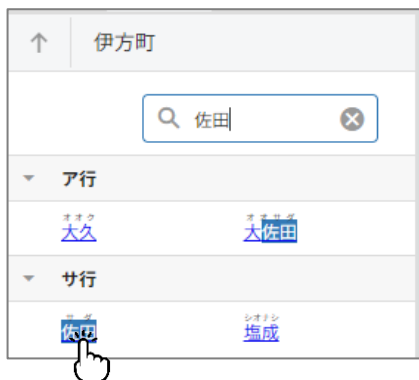 伊方町
佐田
ア行
オオク オオサダ
大久 大佐田
サ行
サダ シオナシ
佐田 塩成